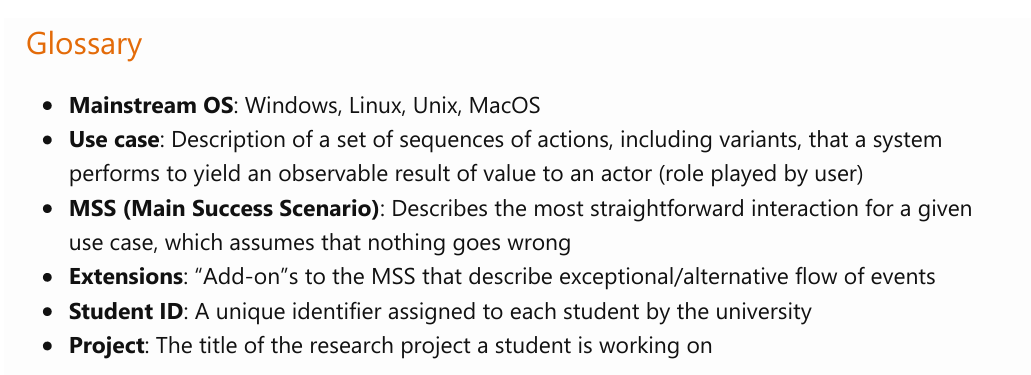 Glossary
• Mainstream OS: Windows, Linux, Unix, MacOS
• Use case: Description of a set of sequences of actions, including variants, that a system
performs to yield an observable result of value to an actor (role played by user)
• MSS (Main Success Scenario): Describes the most straightforward interaction for a given
use case, which assumes that nothing goes wrong
• Extensions: “Add-on”s to the MSS that describe exceptional/alternative flow of events
• Student ID: A unique identifier assigned to each student by the university
• Project: The title of the research project a student is working on